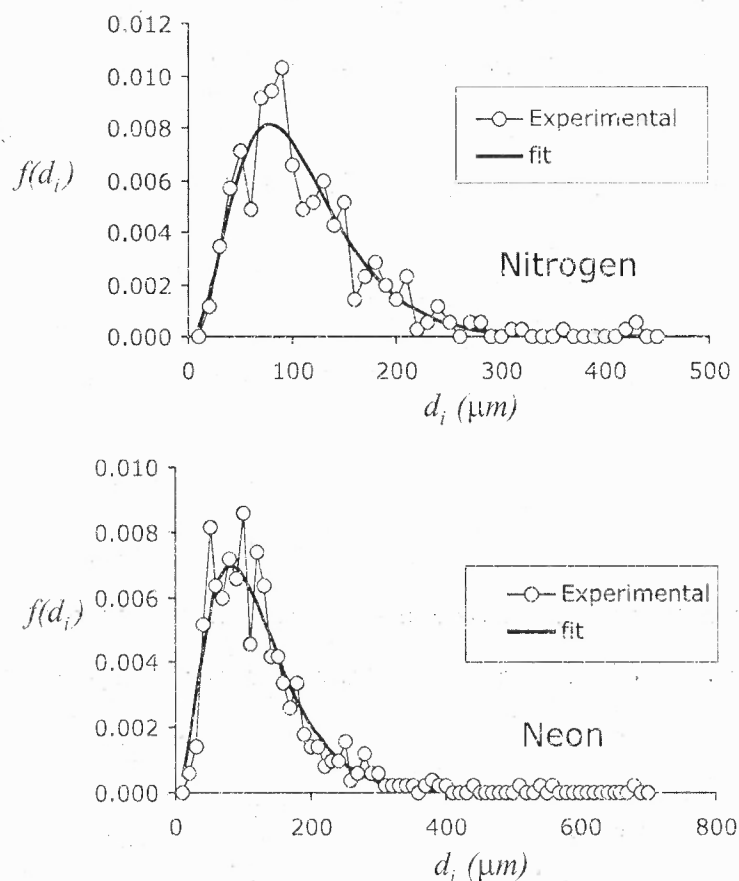 0.012
0.010
0.008
0.006
0.004
0.002
0.000
f(d_i)
Experimental
fit
Nitrogen
0 100 200 300 400 500
d_i (μm)
0.010
0.008
0.006
0.004
0.002
0.000
f(d_i)
Experimental
fit
Neon
0 200 400 600 800
d_i (μm)